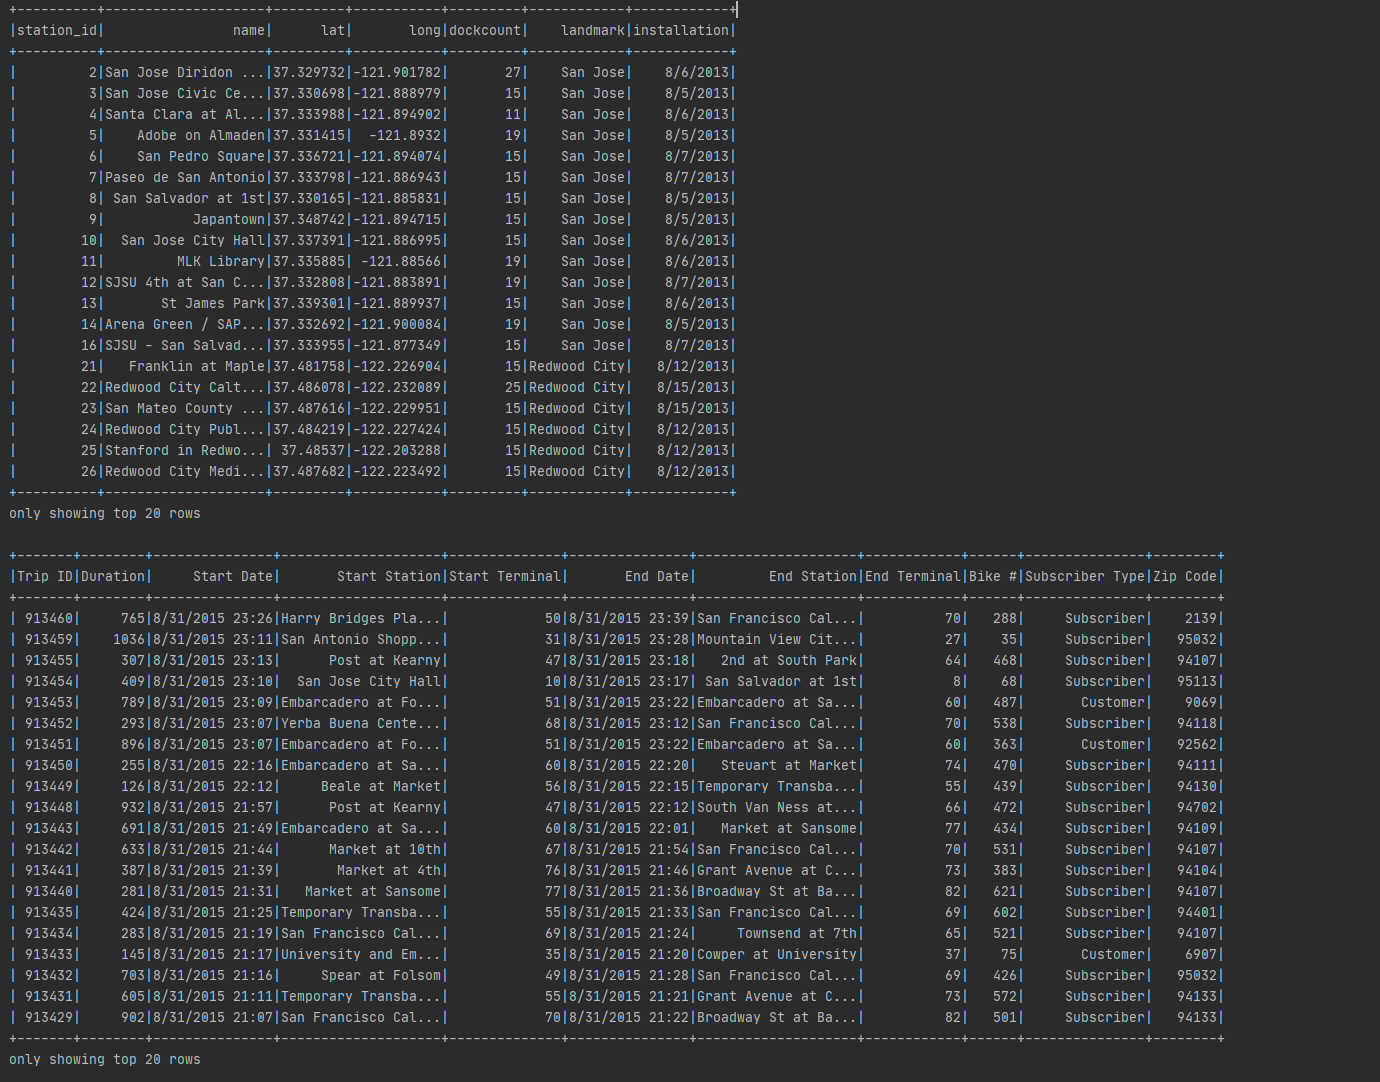 +----------+--------------------+---------+-----------+---------+------------+------------+
|station_id|                name|      lat|       long|dockcount|    landmark|installation|
+----------+--------------------+---------+-----------+---------+------------+------------+
|         2|San Jose Diridon ...|37.329732|-121.901782|       27|    San Jose|    8/6/2013|
|         3|San Jose Civic Ce...|37.330698|-121.888979|       15|    San Jose|    8/5/2013|
|         4|Santa Clara at Al...|37.333988|-121.894902|       11|    San Jose|    8/6/2013|
|         5|    Adobe on Almaden|37.331415|  -121.8932|       19|    San Jose|    8/5/2013|
|         6|    San Pedro Square|37.336721|-121.894074|       15|    San Jose|    8/7/2013|
|         7|Paseo de San Antonio|37.333798|-121.886943|       15|    San Jose|    8/7/2013|
|         8| San Salvador at 1st|37.330165|-121.885831|       15|    San Jose|    8/5/2013|
|         9|           Japantown|37.348742|-121.894715|       15|    San Jose|    8/5/2013|
|        10|  San Jose City Hall|37.337391|-121.886995|       15|    San Jose|    8/6/2013|
|        11|         MLK Library|37.335885| -121.88566|       19|    San Jose|    8/6/2013|
|        12|SJSU 4th at San C...|37.332808|-121.883891|       19|    San Jose|    8/7/2013|
|        13|       St James Park|37.339301|-121.889937|       15|    San Jose|    8/6/2013|
|        14|Arena Green / SAP...|37.332692|-121.900084|       19|    San Jose|    8/5/2013|
|        16|SJSU - San Salvad...|37.333955|-121.877349|       15|    San Jose|    8/7/2013|
|        21|   Franklin at Maple|37.481758|-122.226904|       15|Redwood City|   8/12/2013|
|        22|Redwood City Calt...|37.486078|-122.232089|       25|Redwood City|   8/15/2013|
|        23|San Mateo County ...|37.487616|-122.229951|       15|Redwood City|   8/15/2013|
|        24|Redwood City Publ...|37.484219|-122.227424|       15|Redwood City|   8/12/2013|
|        25|Stanford in Redwo...| 37.48537|-122.203288|       15|Redwood City|   8/12/2013|
|        26|Redwood City Medi...|37.487682|-122.223492|       15|Redwood City|   8/12/2013|
+----------+--------------------+---------+-----------+---------+------------+------------+
only showing top 20 rows
+-------+--------+---------------+--------------------+--------------+---------------+--------------------+------------+------+---------------+--------+
|Trip ID|Duration|     Start Date|       Start Station|Start Terminal|       End Date|         End Station|End Terminal|Bike #|Subscriber Type|Zip Code|
+-------+--------+---------------+--------------------+--------------+---------------+--------------------+------------+------+---------------+--------+
| 913460|     765|8/31/2015 23:26|Harry Bridges Pla...|            50|8/31/2015 23:39|San Francisco Cal...|          70|   288|     Subscriber|    2139|
| 913459|    1036|8/31/2015 23:11|San Antonio Shopp...|            31|8/31/2015 23:28|Mountain View Cit...|          27|    35|     Subscriber|   95032|
| 913455|     307|8/31/2015 23:13|      Post at Kearny|            47|8/31/2015 23:18|   2nd at South Park|          64|   468|     Subscriber|   94107|
| 913454|     409|8/31/2015 23:10|  San Jose City Hall|            10|8/31/2015 23:17| San Salvador at 1st|           8|    68|     Subscriber|   95113|
| 913453|     789|8/31/2015 23:09|Embarcadero at Fo...|            51|8/31/2015 23:22|Embarcadero at Sa...|          60|   487|       Customer|    9069|
| 913452|     293|8/31/2015 23:07|Yerba Buena Cente...|            68|8/31/2015 23:12|San Francisco Cal...|          70|   538|     Subscriber|   94118|
| 913451|     896|8/31/2015 23:07|Embarcadero at Fo...|            51|8/31/2015 23:22|Embarcadero at Sa...|          60|   363|       Customer|   92562|
| 913450|     255|8/31/2015 22:16|Embarcadero at Sa...|            60|8/31/2015 22:20|   Steuart at Market|          74|   470|     Subscriber|   94111|
| 913449|     126|8/31/2015 22:12|     Beale at Market|            56|8/31/2015 22:15|Temporary Transba...|          55|   439|     Subscriber|   94130|
| 913448|     932|8/31/2015 21:57|      Post at Kearny|            47|8/31/2015 22:12|South Van Ness at...|          66|   472|     Subscriber|   94702|
| 913443|     691|8/31/2015 21:49|Embarcadero at Sa...|            60|8/31/2015 22:01|   Market at Sansome|          77|   434|     Subscriber|   94109|
| 913442|     633|8/31/2015 21:44|      Market at 10th|            67|8/31/2015 21:54|San Francisco Cal...|          70|   531|     Subscriber|   94107|
| 913441|     387|8/31/2015 21:39|       Market at 4th|            76|8/31/2015 21:46|Grant Avenue at C...|          73|   383|     Subscriber|   94104|
| 913440|     281|8/31/2015 21:31|   Market at Sansome|            77|8/31/2015 21:36|Broadway St at Ba...|          82|   621|     Subscriber|   94107|
| 913435|     424|8/31/2015 21:25|Temporary Transba...|            55|8/31/2015 21:33|San Francisco Cal...|          69|   602|     Subscriber|   94401|
| 913434|     283|8/31/2015 21:19|San Francisco Cal...|            69|8/31/2015 21:24|     Townsend at 7th|          65|   521|     Subscriber|   94107|
| 913433|     145|8/31/2015 21:17|University and Em...|            35|8/31/2015 21:20|Cowper at University|          37|    75|       Customer|    6907|
| 913432|     703|8/31/2015 21:16|     Spear at Folsom|            49|8/31/2015 21:28|San Francisco Cal...|          69|   426|     Subscriber|   95032|
| 913431|     605|8/31/2015 21:11|Temporary Transba...|            55|8/31/2015 21:21|Grant Avenue at C...|          73|   572|     Subscriber|   94133|
| 913429|     902|8/31/2015 21:07|San Francisco Cal...|            70|8/31/2015 21:22|Broadway St at Ba...|          82|   501|     Subscriber|   94133|
+-------+--------+---------------+--------------------+--------------+---------------+--------------------+------------+------+---------------+--------+
only showing top 20 rows